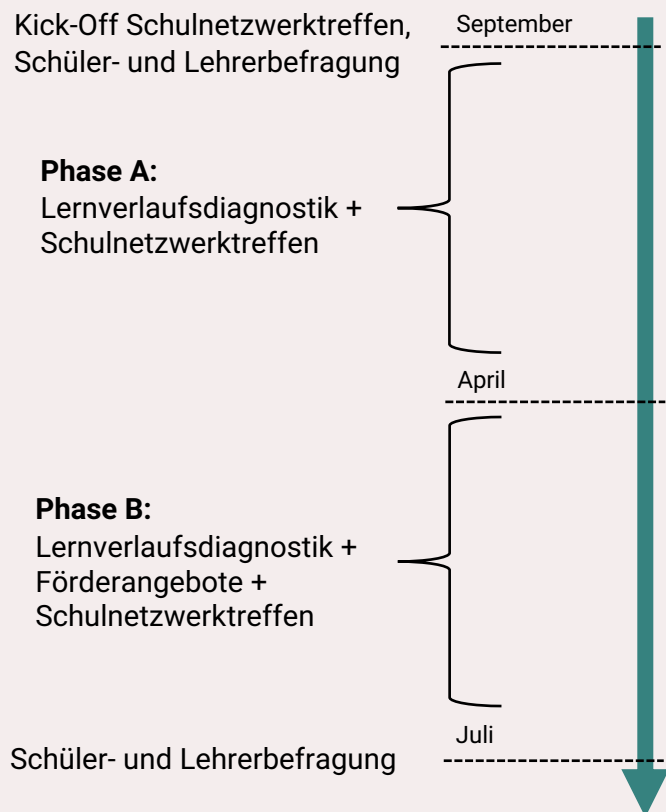 Kick-Off Schulnetzwerktreffen,
Schüler- und Lehrerbefragung
September
Phase A:
Lernverlaufsdiagnostik +
Schulnetzwerktreffen
April
Phase B:
Lernverlaufsdiagnostik +
Förderangebote +
Schulnetzwerktreffen
Juli
Schüler- und Lehrerbefragung